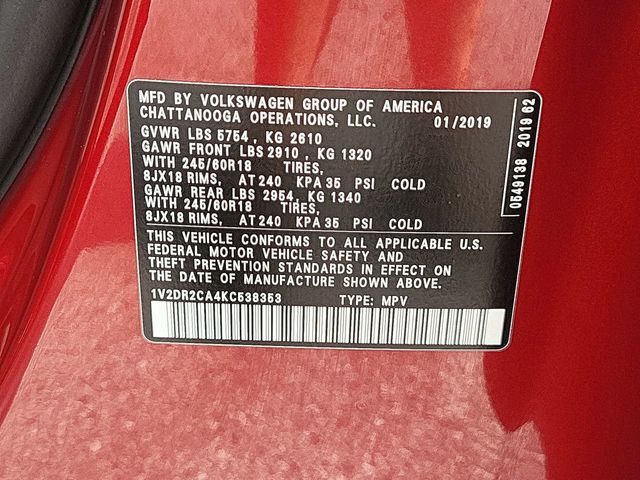 MFD BY VOLKSWAGEN GROUP OF AMERICA
CHATTANOOGA OPERATIONS, LLC. 01/2019
GVWR LBS 5754 , KG 2610
GAWR FRONT LBS 2910 , KG 1320
WITH 245/60R18 TIRES,
8JX18 RIMS, AT 240 KPA 35 PSI COLD
GAWR REAR LBS 2954 , KG 1340
WITH 245/60R18 TIRES,
8JX18 RIMS, AT 240 KPA 35 PSI COLD
THIS VEHICLE CONFORMS TO ALL APPLICABLE U.S.
FEDERAL MOTOR VEHICLE SAFETY, BUMPER, AND
THEFT PREVENTION STANDARDS IN EFFECT ON
THE DATE OF MANUFACTURE SHOWN ABOVE.
1V2DR2CA4KC538353 TYPE: MPV
0549138 2019 62